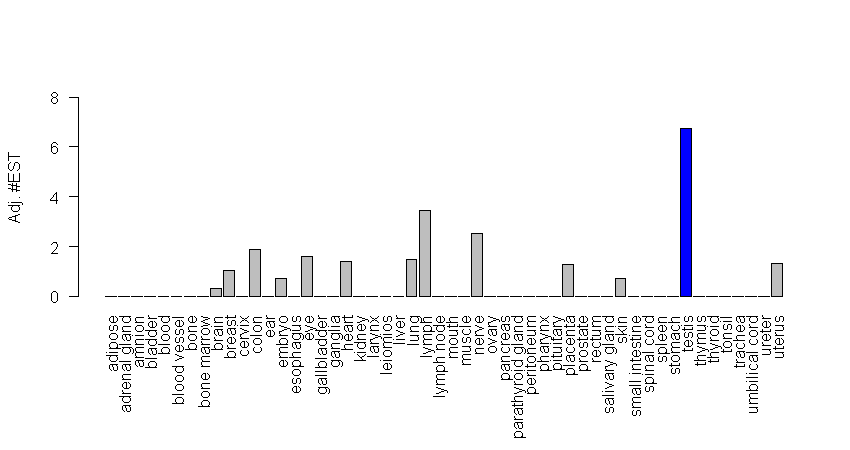 Adj. #EST
8
6
4
2
0
adipose
adrenal gland
amnion
bladder
blood
blood vessel
bone
bone marrow
brain
breast
cervix
colon
ear
embryo
esophagus
eye
gallbladder
ganglia
heart
kidney
larynx
leiomios
liver
lung
lymph
lymph node
mouth
muscle
nerve
ovary
pancreas
parathyroid gland
peritoneum
pharynx
pituitary
placenta
prostate
rectum
salivary gland
skin
small intestine
spinal cord
spleen
stomach
testis
thymus
thyroid
tonsil
trachea
umbilical cord
ureter
uterus